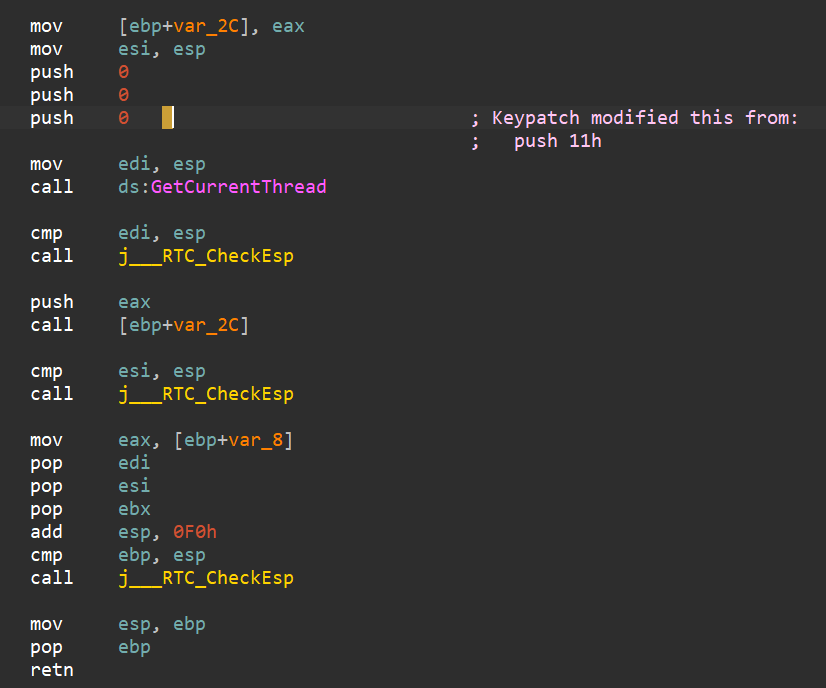 mov [ebp+var_2C], eax
mov esi, esp
push 0
push 0
push 0 ; Keypatch modified this from:
; push 11h
mov edi, esp
call ds:GetCurrentThread
cmp edi, esp
call j___RTC_CheckEsp
push eax
call [ebp+var_2C]
cmp esi, esp
call j___RTC_CheckEsp
mov eax, [ebp+var_8]
pop edi
pop esi
pop ebx
add esp, 0F0h
cmp ebp, esp
call j___RTC_CheckEsp
mov esp, ebp
pop ebp
retn